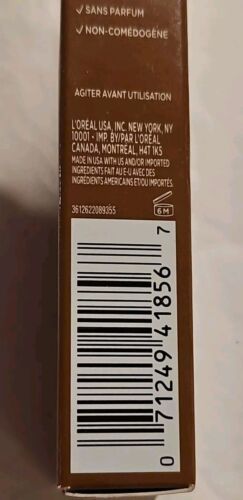 ✓ SANS PARFUM
✓ NON-COMÉDOGÈNE
AGITER AVANT UTILISATION
L'ORÉAL USA, INC. NEW YORK, NY
10001 - IMP. BY/PAR L'ORÉAL
CANADA, MONTREAL, H4T 1K5
MADE IN USA WITH US AND/OR IMPORTED
INGREDIENTS FAIT AU É-U AVEC DES
INGRÉDIENTS AMÉRICAINS ET/OU IMPORTÉS.
3612622089355
6 M
0 71249 41856 7